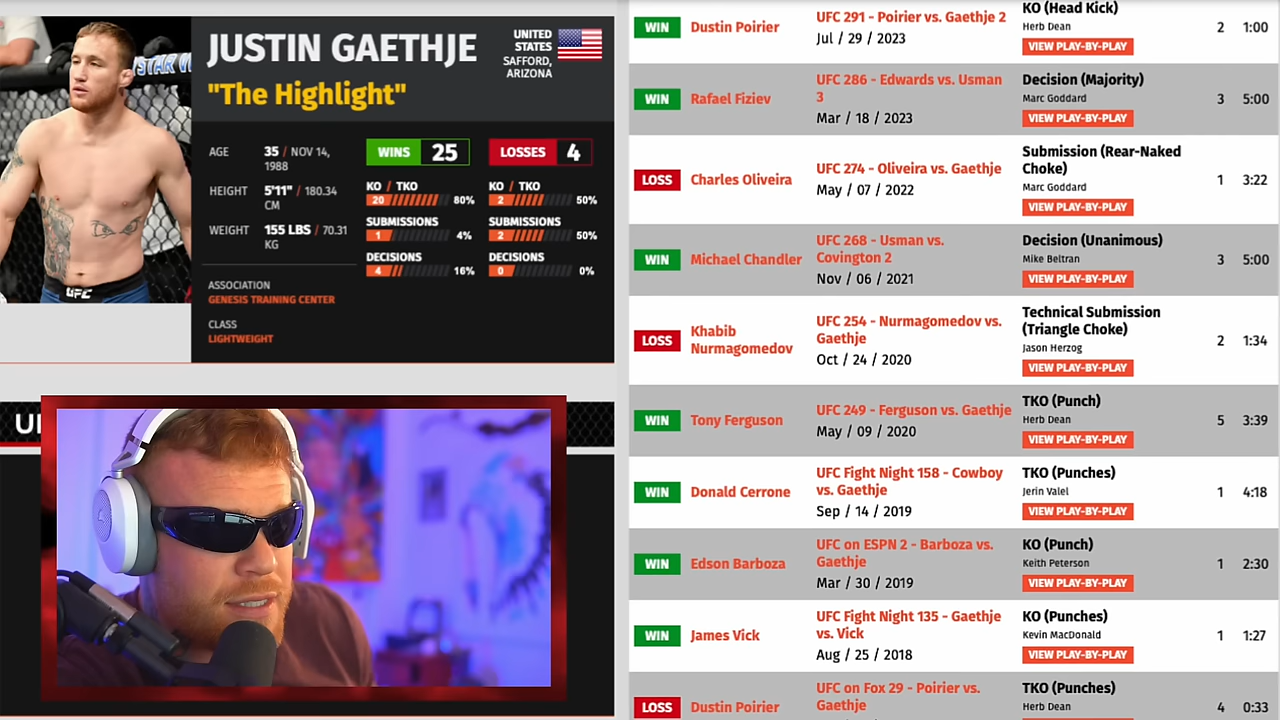 JUSTIN GAETHJE
"The Highlight"
UNITED
STATES
SAFFORD,
ARIZONA
AGE
35 / NOV 14,
1988
HEIGHT
5'11" / 180.34
CM
WEIGHT
155 LBS / 70.31
KG
ASSOCIATION
GENESIS TRAINING CENTER
CLASS
LIGHTWEIGHT
WINS 25
KO / TKO
20 80%
SUBMISSIONS
1 4%
DECISIONS
4 16%
LOSSES 4
KO / TKO
2 50%
SUBMISSIONS
2 50%
DECISIONS
0 0%
UFC
WIN Dustin Poirier
UFC 291 - Poirier vs. Gaethje 2
Jul / 29 / 2023
KO (Head Kick)
Herb Dean
VIEW PLAY-BY-PLAY
2 1:00
WIN Rafael Fiziev
UFC 286 - Edwards vs. Usman
3
Mar / 18 / 2023
Decision (Majority)
Marc Goddard
VIEW PLAY-BY-PLAY
3 5:00
LOSS Charles Oliveira
UFC 274 - Oliveira vs. Gaethje
May / 07 / 2022
Submission (Rear-Naked
Choke)
Marc Goddard
VIEW PLAY-BY-PLAY
1 3:22
WIN Michael Chandler
UFC 268 - Usman vs.
Covington 2
Nov / 06 / 2021
Decision (Unanimous)
Mike Beltran
VIEW PLAY-BY-PLAY
3 5:00
LOSS Khabib
Nurmagomedov
UFC 254 - Nurmagomedov vs.
Gaethje
Oct / 24 / 2020
Technical Submission
(Triangle Choke)
Jason Herzog
VIEW PLAY-BY-PLAY
2 1:34
WIN Tony Ferguson
UFC 249 - Ferguson vs. Gaethje
May / 09 / 2020
TKO (Punch)
Herb Dean
VIEW PLAY-BY-PLAY
5 3:39
WIN Donald Cerrone
UFC Fight Night 158 - Cowboy
vs. Gaethje
Sep / 14 / 2019
TKO (Punches)
Jerin Valel
VIEW PLAY-BY-PLAY
1 4:18
WIN Edson Barboza
UFC on ESPN 2 - Barboza vs.
Gaethje
Mar / 30 / 2019
KO (Punch)
Keith Peterson
VIEW PLAY-BY-PLAY
1 2:30
WIN James Vick
UFC Fight Night 135 - Gaethje
vs. Vick
Aug / 25 / 2018
KO (Punches)
Kevin MacDonald
VIEW PLAY-BY-PLAY
1 1:27
LOSS Dustin Poirier
UFC on Fox 29 - Poirier vs.
Gaethje
TKO (Punches)
Herb Dean
4 0:33